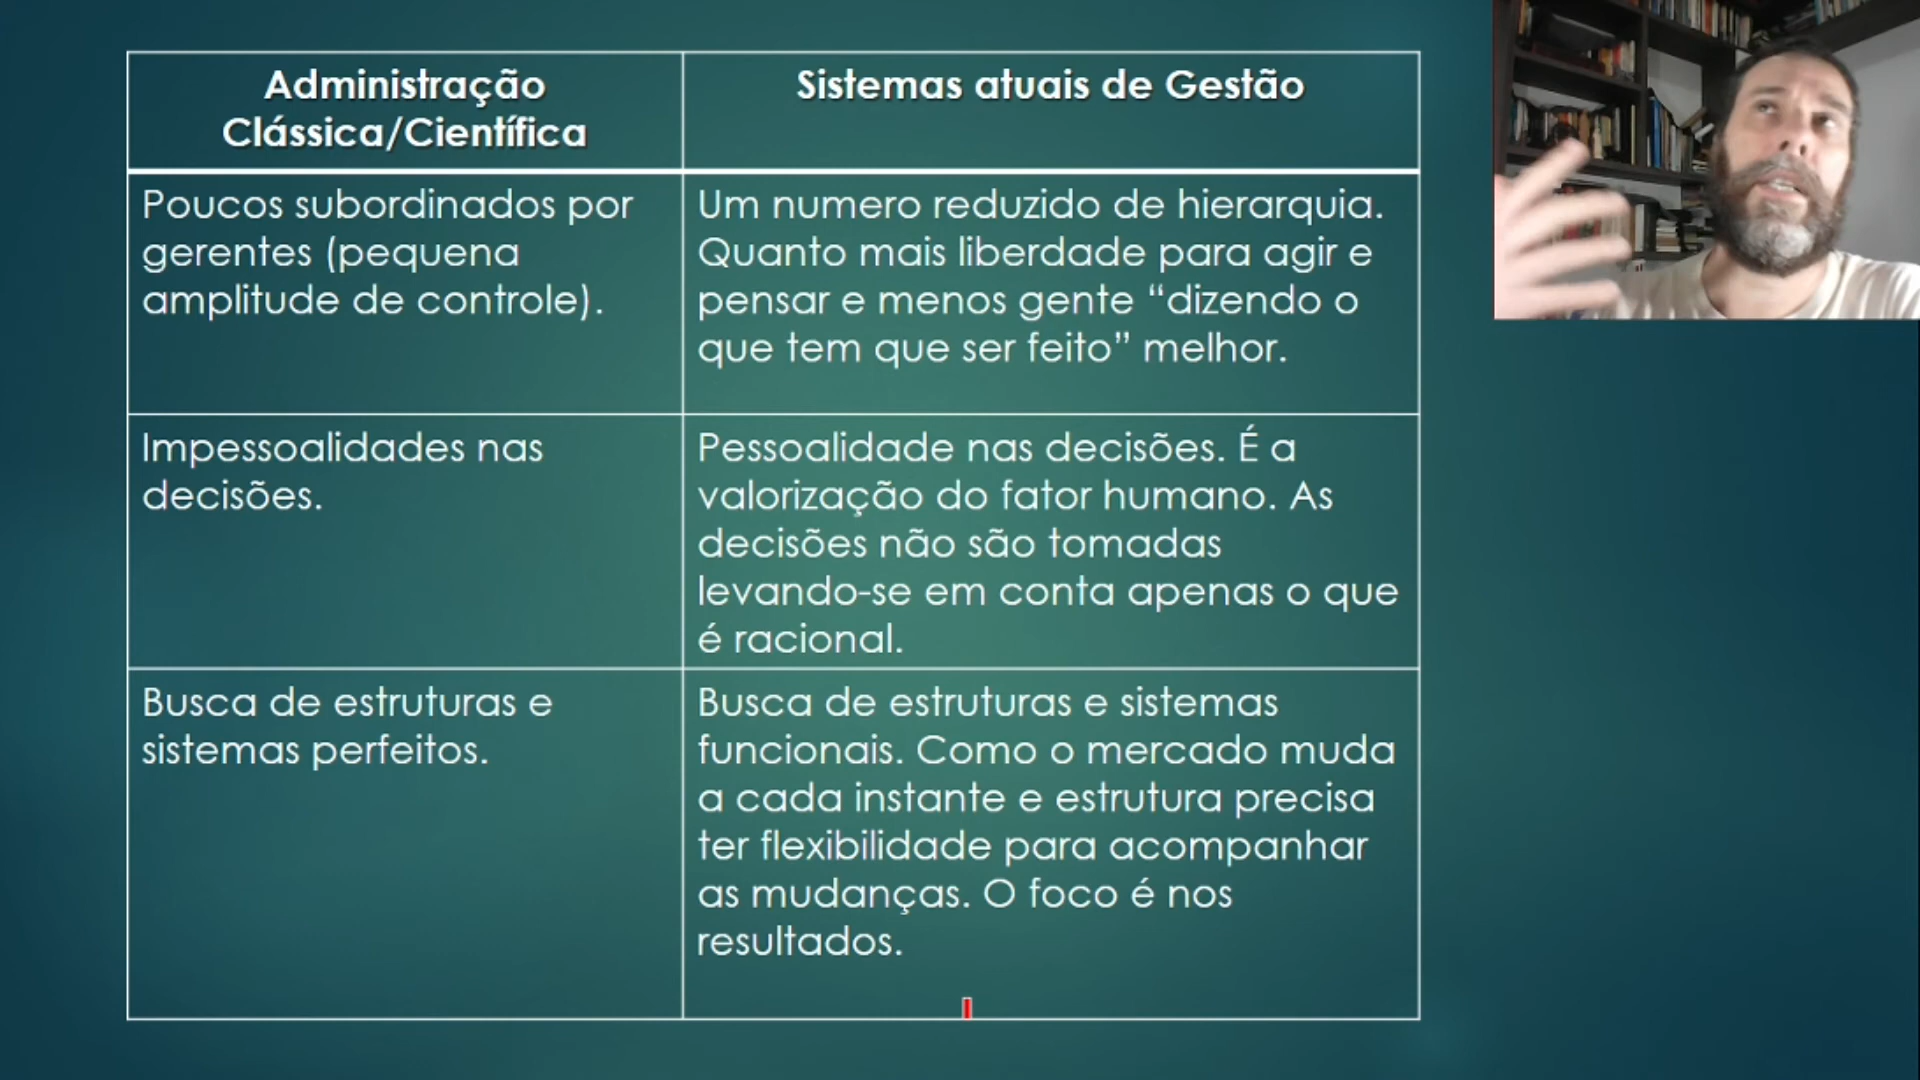 Administração
Clássica/Científica
Sistemas atuais de Gestão
Poucos subordinados por
gerentes (pequena
amplitude de controle).
Um numero reduzido de hierarquia.
Quanto mais liberdade para agir e
pensar e menos gente “dizendo o
que tem que ser feito” melhor.
Impessoalidades nas
decisões.
Pessoalidade nas decisões. É a
valorização do fator humano. As
decisões não são tomadas
levando-se em conta apenas o que
é racional.
Busca de estruturas e
sistemas perfeitos.
Busca de estruturas e sistemas
funcionais. Como o mercado muda
a cada instante e estrutura precisa
ter flexibilidade para acompanhar
as mudanças. O foco é nos
resultados.